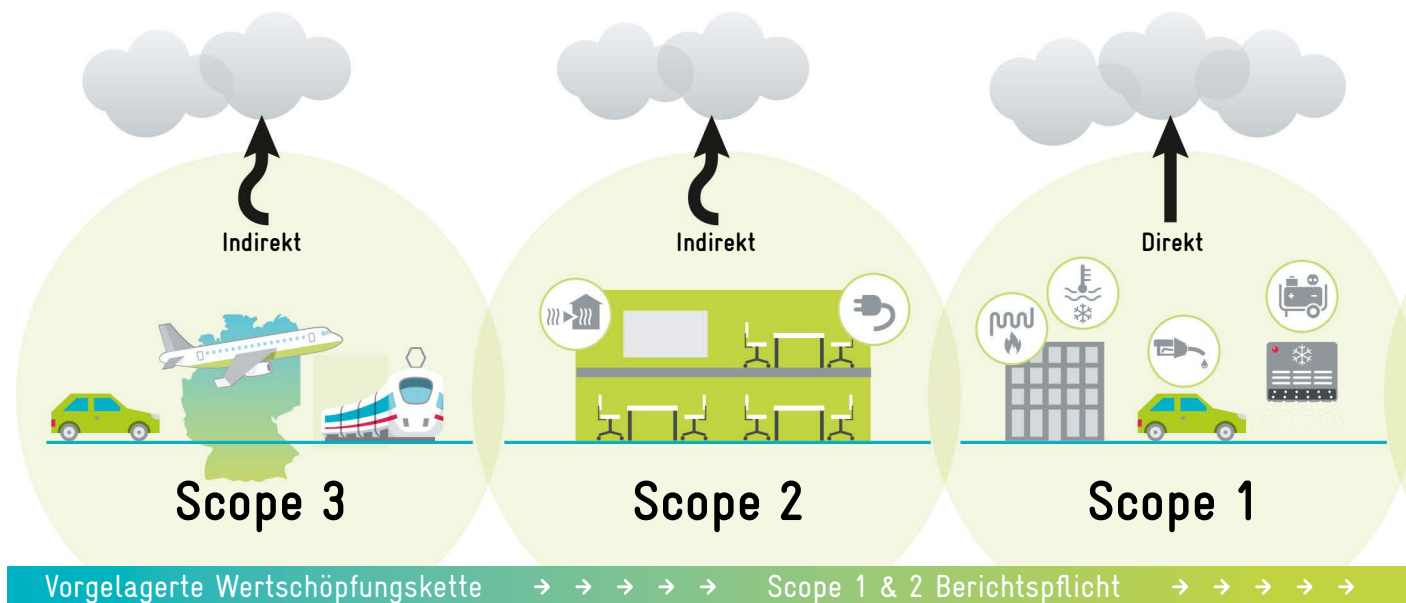 Indirekt
Indirekt
Direkt
Scope 3
Scope 2
Scope 1
Vorgelagerte Wertschöpfungskette → → → → → Scope 1 & 2 Berichtspflicht → → → → →